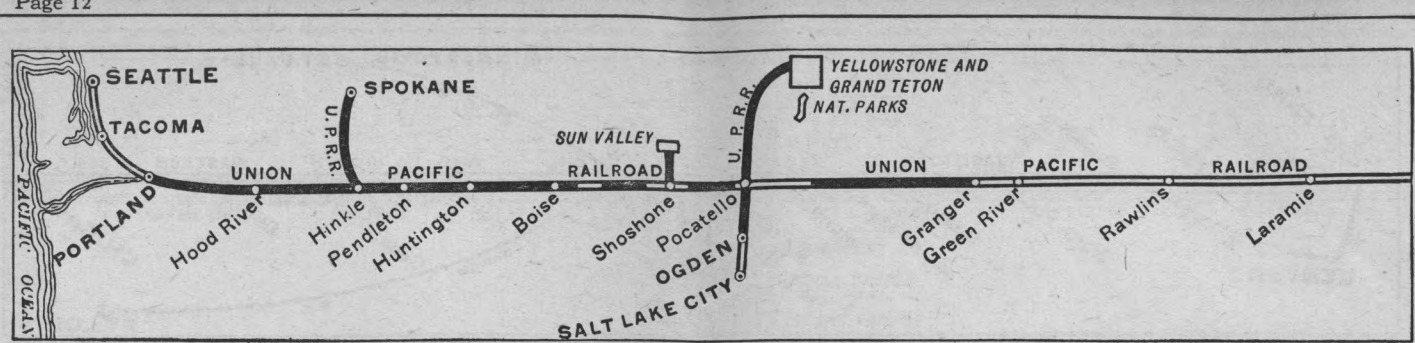 Page 12
SEATTLE
TACOMA
PORTLAND
PACIFIC OCEAN
SPOKANE
U. P. R. R.
UNION PACIFIC RAILROAD
SUN VALLEY
Hood River
Hinkle
Pendleton
Huntington
Boise
Shoshone
Pocatello
OGDEN
SALT LAKE CITY
U. P. R. R.
YELLOWSTONE AND
GRAND TETON
NAT. PARKS
UNION PACIFIC RAILROAD
Granger
Green River
Rawlins
Laramie